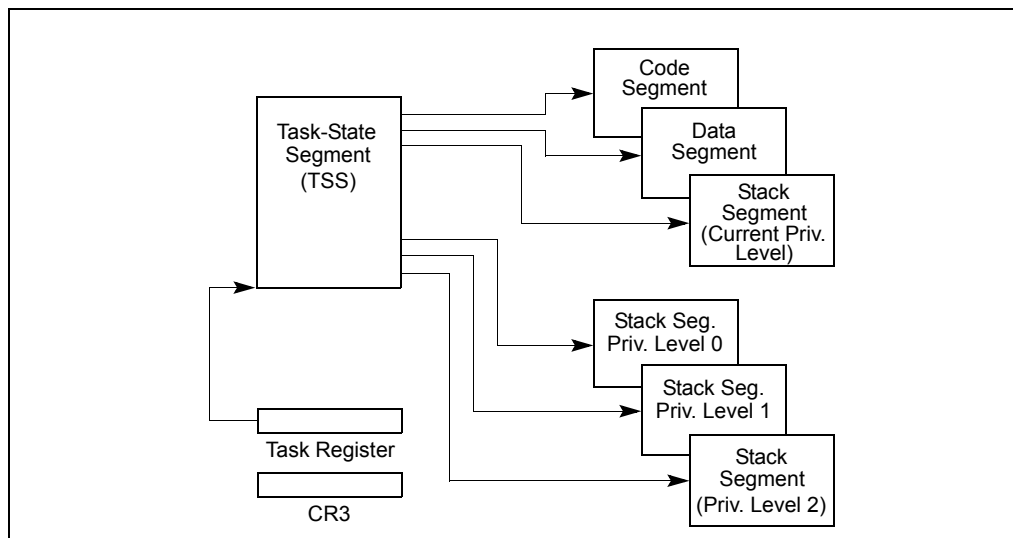 Task-State
Segment
(TSS)
Code
Segment
Data
Segment
Stack
Segment
(Current Priv.
Level)
Stack Seg.
Priv. Level 0
Stack Seg.
Priv. Level 1
Stack
Segment
(Priv. Level 2)
Task Register
CR3